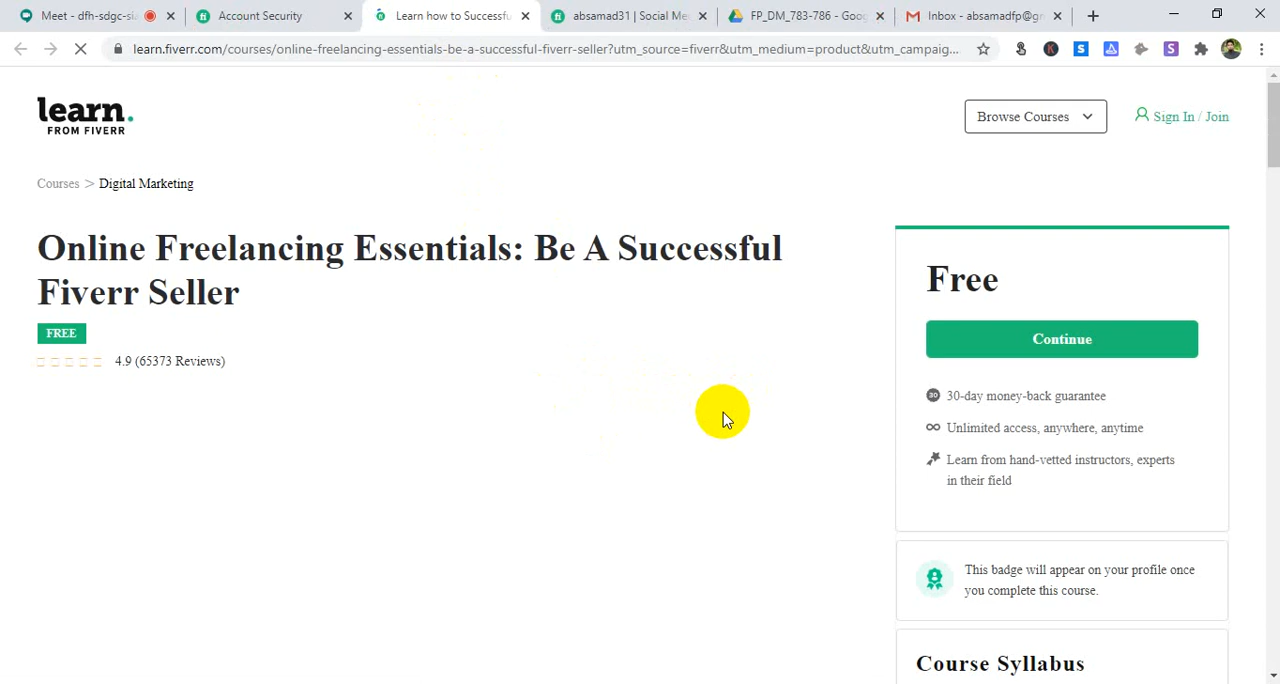 Meet - dfh-sdgc-sia
Account Security
Learn how to Successfu
absamad31 | Social Me
FP_DM_783-786 - Goog
Inbox - absamadfp@gm
learn.fiverr.com/courses/online-freelancing-essentials-be-a-successful-fiverr-seller?utm_source=fiverr&utm_medium=product&utm_campaig...
learn.
FROM FIVERR
Browse Courses
Sign In / Join
Courses > Digital Marketing
Online Freelancing Essentials: Be A Successful
Fiverr Seller
FREE
4.9 (65373 Reviews)
Free
Continue
30 30-day money-back guarantee
Unlimited access, anywhere, anytime
Learn from hand-vetted instructors, experts
in their field
This badge will appear on your profile once
you complete this course.
Course Syllabus